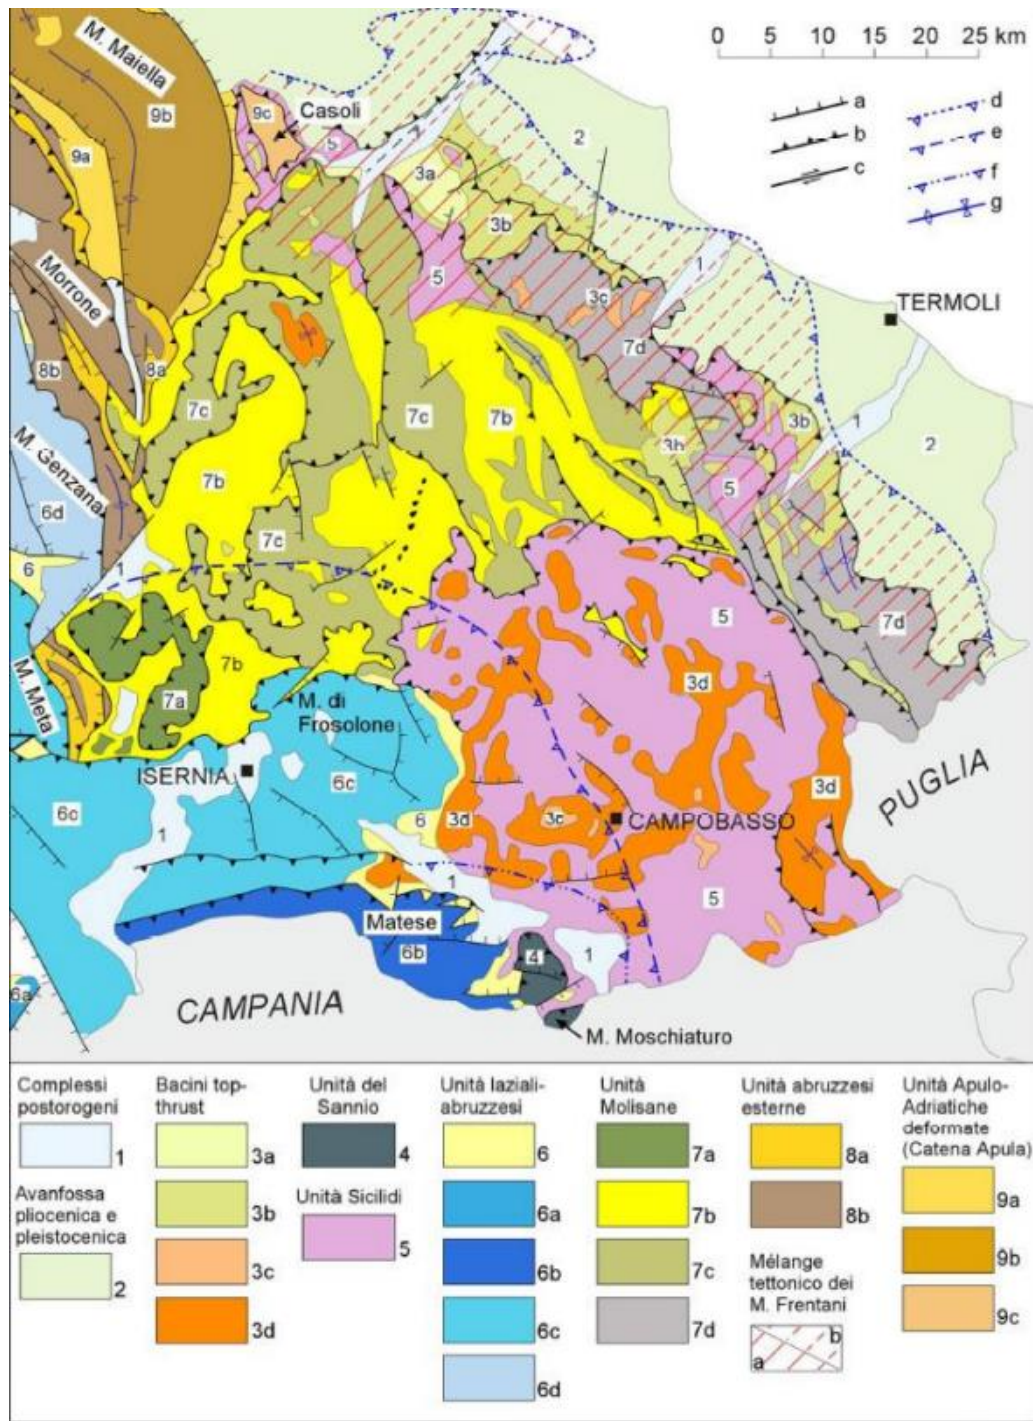 0 5 10 15 20 25 km
a
b
c
d
e
f
g
M. Maiella
9b
9a
9c
Casoli
5
3a
2
3b
1
5
3c
7d
TERMOLI
Morrone
8b
8a
7c
7c
7b
3b
3b
1
2
5
M. Genzana
6d
7b
7c
6
1
5
7d
M. Meta
7b
7a
M. di
Frosolone
3d
ISERNIA
6c
6c
PUGLIA
3d
6
3d
3c
CAMPOBASSO
1
1
5
Matese
6b
4
1
6a
CAMPANIA
M. Moschiaturo
Complessi
postorogeni
1
Avanfossa
pliocenica e
pleistocenica
2
Bacini top-
thrust
3a
3b
3c
3d
Unità del
Sannio
4
Unità Sicilidi
5
Unità laziali-
abruzzesi
6
6a
6b
6c
6d
Unità
Molisane
7a
7b
7c
7d
Unità abruzzesi
esterne
8a
8b
Mélange
tettonico dei
M. Frentani
a
b
Unità Apulo-
Adriatiche
deformate
(Catena Apula)
9a
9b
9c